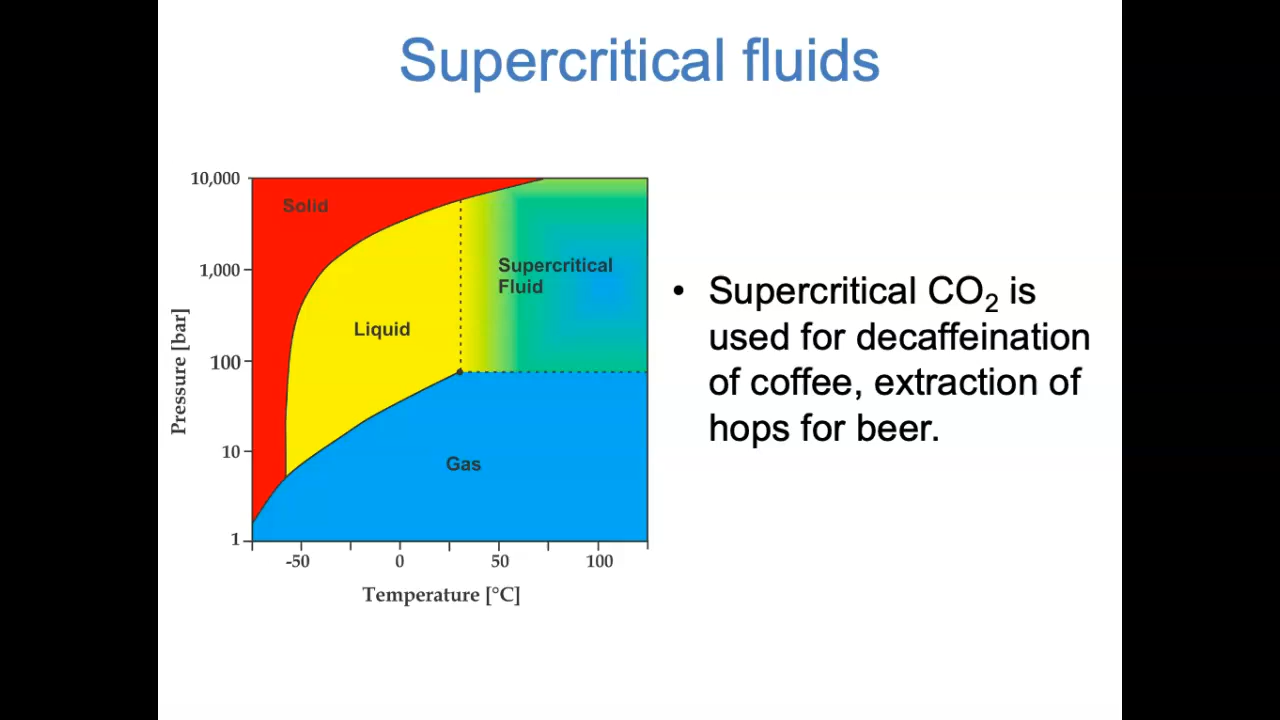 Supercritical fluids
10,000
1,000
100
10
1
Pressure [bar]
Solid
Liquid
Supercritical
Fluid
Gas
-50
0
50
100
Temperature [°C]
• Supercritical CO₂ is
used for decaffeination
of coffee, extraction of
hops for beer.